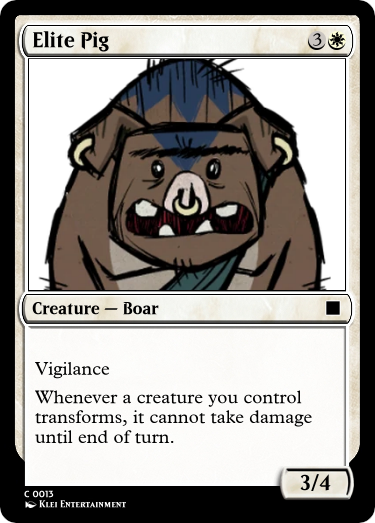 Elite Pig 3
Creature — Boar
Vigilance
Whenever a creature you control
transforms, it cannot take damage
until end of turn.
3/4
C 0013
Klei Entertainment